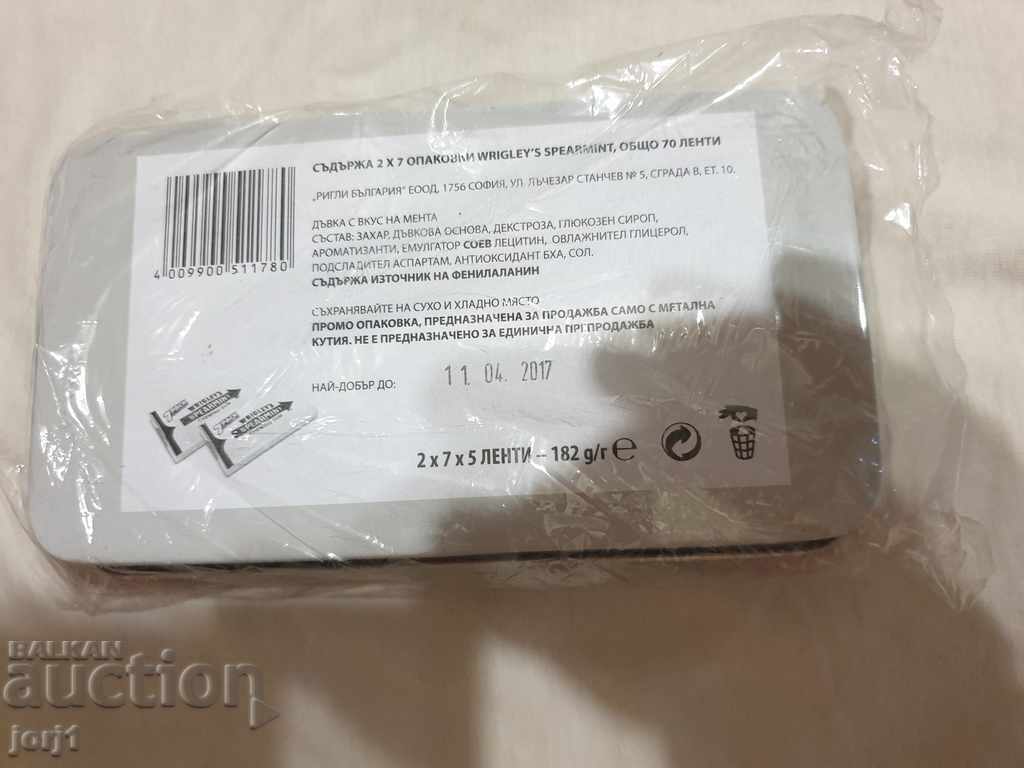 СЪДЪРЖА 2 X 7 ОПАКОВКИ WRIGLEY'S SPEARMINT, ОБЩО 70 ЛЕНТИ
„РИГЛИ БЪЛГАРИЯ" ЕООД, 1756 СОФИЯ, УЛ. ЛЪЧЕЗАР СТАНЧЕВ № 5, СГРАДА В, ЕТ. 10.
ДЪВКА С ВКУС НА МЕНТА
СЪСТАВ: ЗАХАР, ДЪВКОВА ОСНОВА, ДЕКСТРОЗА, ГЛЮКОЗЕН СИРОП,
АРОМАТИЗАНТИ, ЕМУЛГАТОР СОЕВ ЛЕЦИТИН, ОВЛАЖНИТЕЛ ГЛИЦЕРОЛ,
ПОДСЛАДИТЕЛ АСПАРТАМ, АНТИОКСИДАНТ БХА, СОЛ.
СЪДЪРЖА ИЗТОЧНИК НА ФЕНИЛАЛАНИН
4 009900 511780
СЪХРАНЯВАЙТЕ НА СУХО И ХЛАДНО МЯСТО
ПРОМО ОПАКОВКА, ПРЕДНАЗНАЧЕНА ЗА ПРОДАЖБА САМО С МЕТАЛНА
КУТИЯ. НЕ Е ПРЕДНАЗНАЧЕНО ЗА ЕДИНИЧНА ПРЕПРОДАЖБА
НАЙ-ДОБЪР ДО: 11. 04. 2017
WRIGLEY'S
SPEARMINT
WRIGLEY'S
SPEARMINT
2 x 7 x 5 ЛЕНТИ – 182 g/г e
BALKAN
auction
jorj1